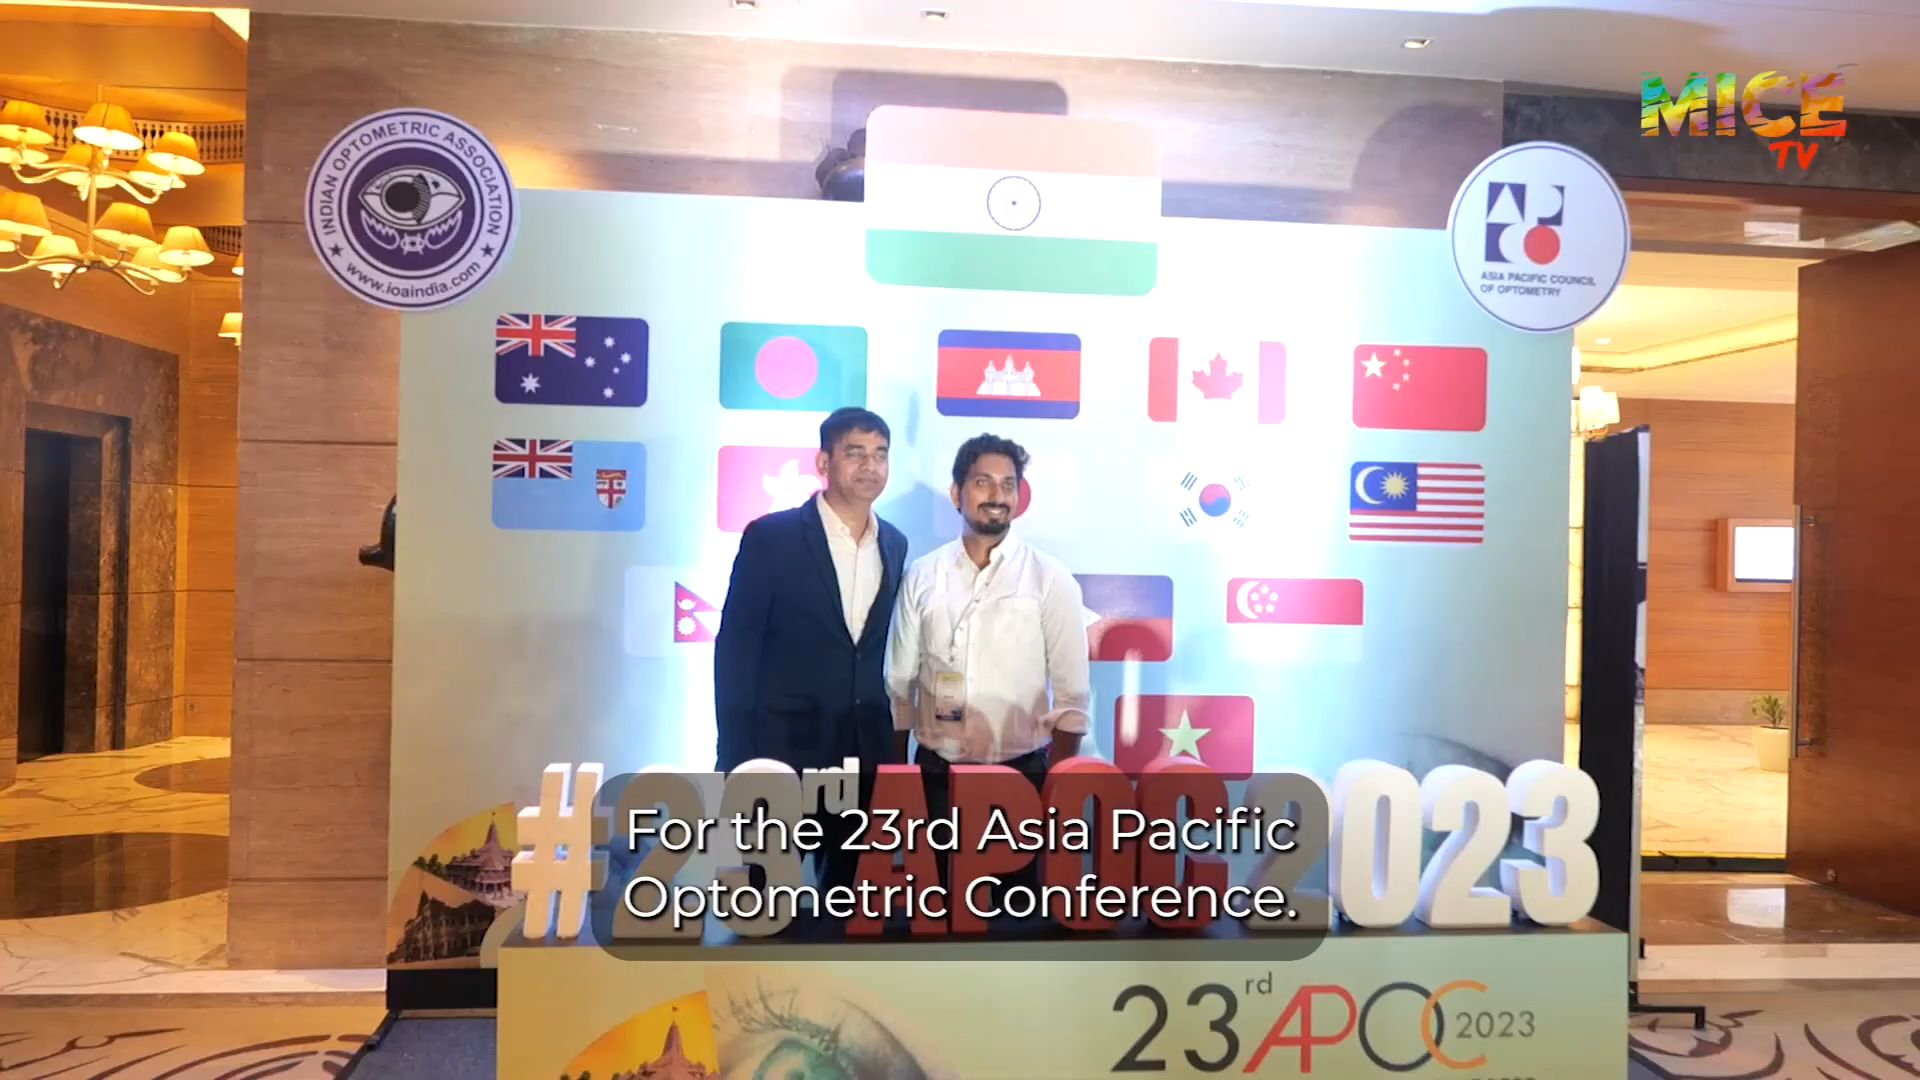 MICE
TV
INDIAN OPTOMETRIC ASSOCIATION
www.ioaindia.com
APCO
ASIA PACIFIC COUNCIL
OF OPTOMETRY
#23rd APOC 2023
For the 23rd Asia Pacific
Optometric Conference.
23rd APOC 2023